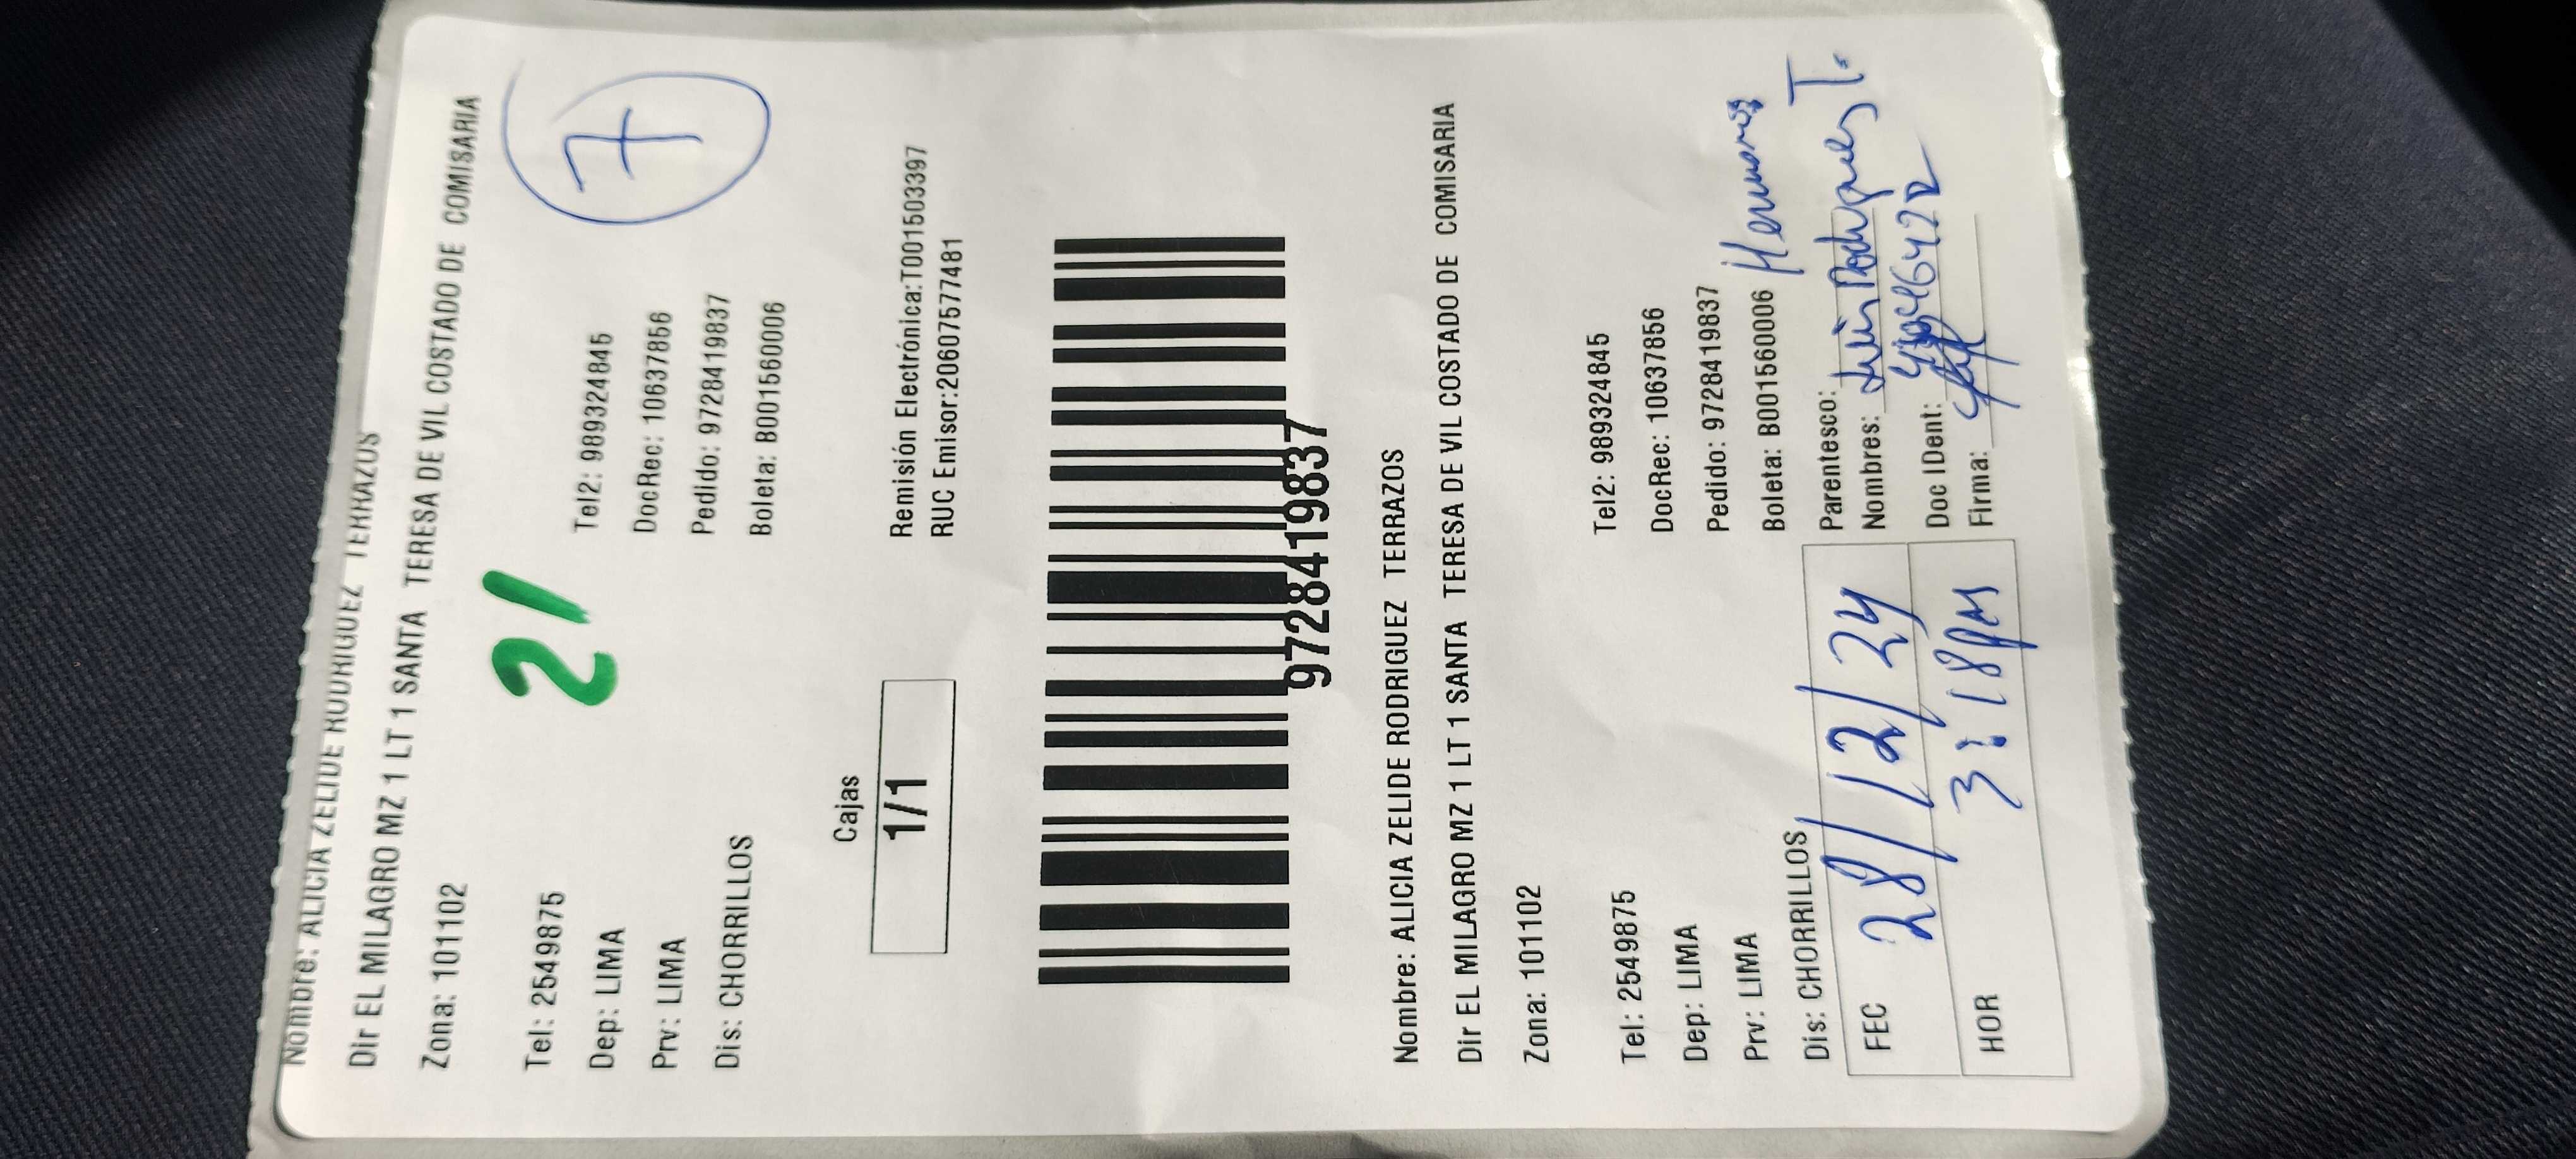 Nombre: ALICIA ZELIDE RODRIGUEZ TERRAZOS
Dir EL MILAGRO MZ 1 LT 1 SANTA TERESA DE VIL COSTADO DE COMISARIA
Zona: 101102
21
7
Tel: 2549875 Tel2: 989324845
Dep: LIMA DocRec: 10637856
Prv: LIMA Pedido: 9728419837
Dis: CHORRILLOS Boleta: B001560006
Cajas
1/1
Remisión Electrónica:T001503397
RUC Emisor:20607577481
9728419837
Nombre: ALICIA ZELIDE RODRIGUEZ TERRAZOS
Dir EL MILAGRO MZ 1 LT 1 SANTA TERESA DE VIL COSTADO DE COMISARIA
Zona: 101102
Tel: 2549875 Tel2: 989324845
Dep: LIMA DocRec: 10637856
Prv: LIMA Pedido: 9728419837
Dis: CHORRILLOS Boleta: B001560006
FEC 28/12/24
HOR 3:18pm
Parentesco:
Nombres: T.
Doc IDent:
Firma: